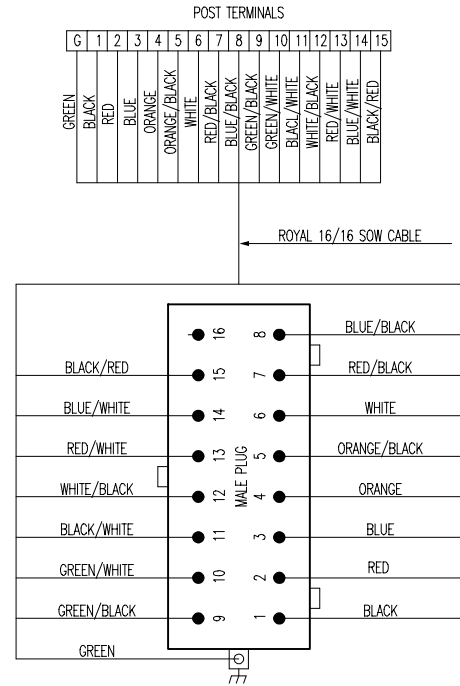 POST TERMINALS
G 1 2 3 4 5 6 7 8 9 10 11 12 13 14 15
GREEN
BLACK
RED
BLUE
ORANGE
ORANGE/BLACK
WHITE
RED/BLACK
BLUE/BLACK
GREEN/BLACK
GREEN/WHITE
BLACL/WHITE
WHITE/BLACK
RED/WHITE
BLUE/WHITE
BLACK/RED
ROYAL 16/16 SOW CABLE
16 8 BLUE/BLACK
BLACK/RED 15 7 RED/BLACK
BLUE/WHITE 14 6 WHITE
RED/WHITE 13 5 ORANGE/BLACK
WHITE/BLACK 12 4 ORANGE
MALE PLUG
BLACK/WHITE 11 3 BLUE
GREEN/WHITE 10 2 RED
GREEN/BLACK 9 1 BLACK
GREEN